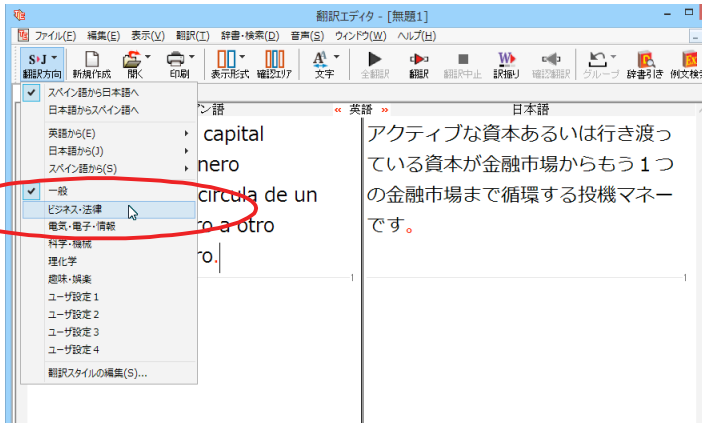 翻訳エディタ - [無題1]
ファイル(F) 編集(E) 表示(V) 翻訳(T) 辞書・検索(D) 音声(S) ウィンドウ(W) ヘルプ(H)
S›J
翻訳方向 新規作成 開く 印刷 表示形式 確認エリア 文字 全翻訳 翻訳 翻訳中止 訳振り 確認翻訳 グループ 辞書引き 例文検
スペイン語から日本語へ
日本語からスペイン語へ
英語から(E)
日本語から(J)
スペイン語から(S)
一般
ビジネス・法律
電気・電子・情報
科学・機械
理化学
趣味・娯楽
ユーザ設定1
ユーザ設定2
ユーザ設定3
ユーザ設定4
翻訳スタイルの編集(S)...
ン語 « 英語 » 日本語
capital
nero
circula de un
ro a otro
ro.
1
アクティブな資本あるいは行き渡っ
ている資本が金融市場からもう1つ
の金融市場まで循環する投機マネー
です。
1